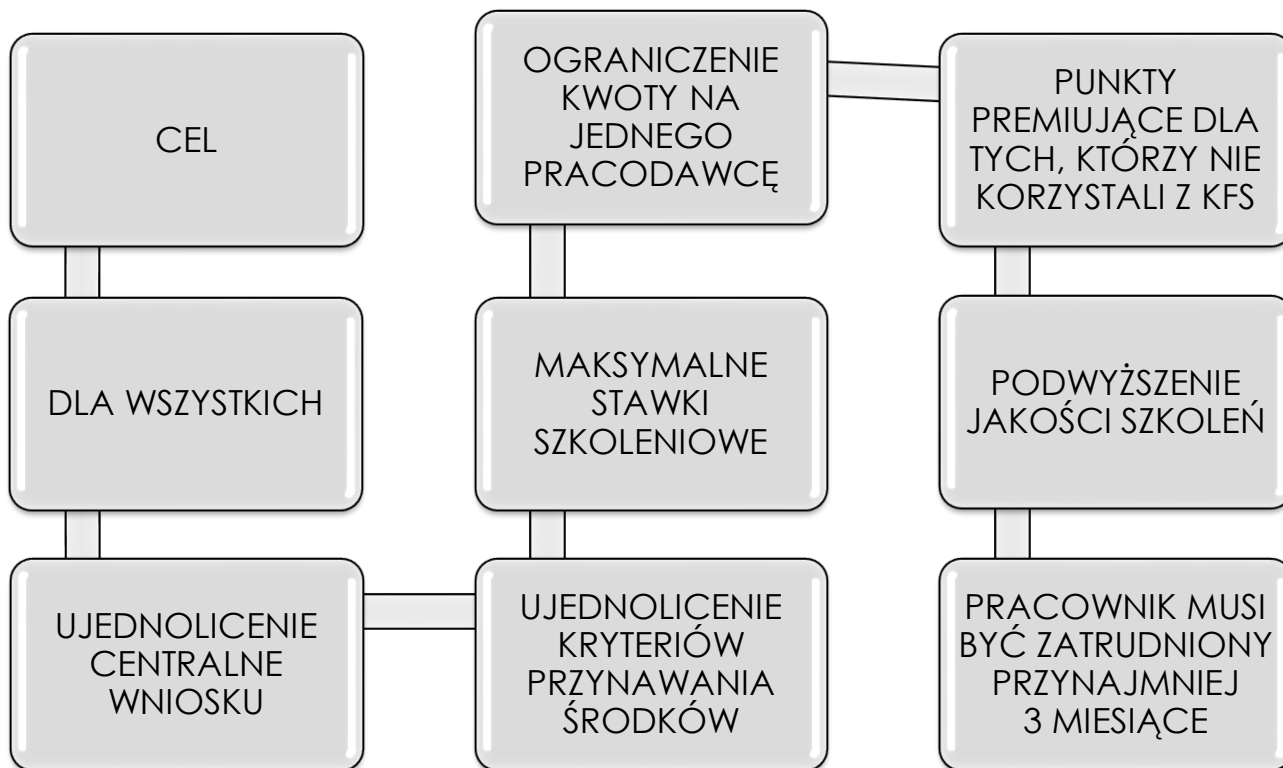 CEL
DLA WSZYSTKICH
UJEDNOLICENIE
CENTRALNE
WNIOSKU
UJEDNOLICENIE
KRYTERIÓW
PRZYNAWANIA
ŚRODKÓW
MAKSYMALNE
STAWKI
SZKOLENIOWE
OGRANICZENIE
KWOTY NA
JEDNEGO
PRACODAWCĘ
PUNKTY
PREMIUJĄCE DLA
TYCH, KTÓRZY NIE
KORZYSTALI Z KFS
PODWYŻSZENIE
JAKOŚCI SZKOLEŃ
PRACOWNIK MUSI
BYĆ ZATRUDNIONY
PRZYNAJMNIEJ
3 MIESIĄCE